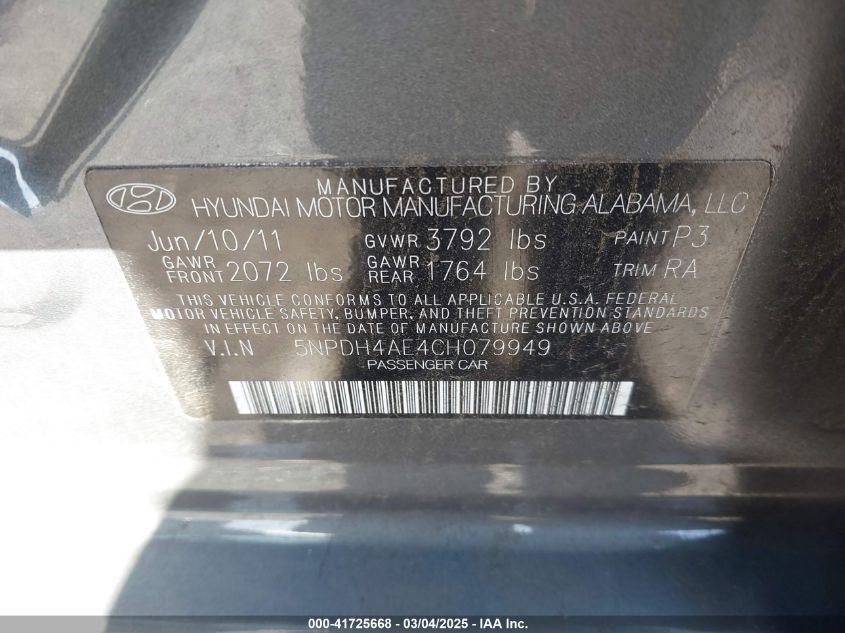 MANUFACTURED BY
HYUNDAI MOTOR MANUFACTURING ALABAMA, LLC
Jun/10/11 GVWR 3792 lbs PAINT P3
GAWR FRONT 2072 lbs GAWR REAR 1764 lbs TRIM RA
THIS VEHICLE CONFORMS TO ALL APPLICABLE U.S.A. FEDERAL
MOTOR VEHICLE SAFETY, BUMPER, AND THEFT PREVENTION STANDARDS
IN EFFECT ON THE DATE OF MANUFACTURE SHOWN ABOVE
V.I.N 5NPDH4AE4CH079949
PASSENGER CAR
000-41725668 - 03/04/2025 - IAA Inc.